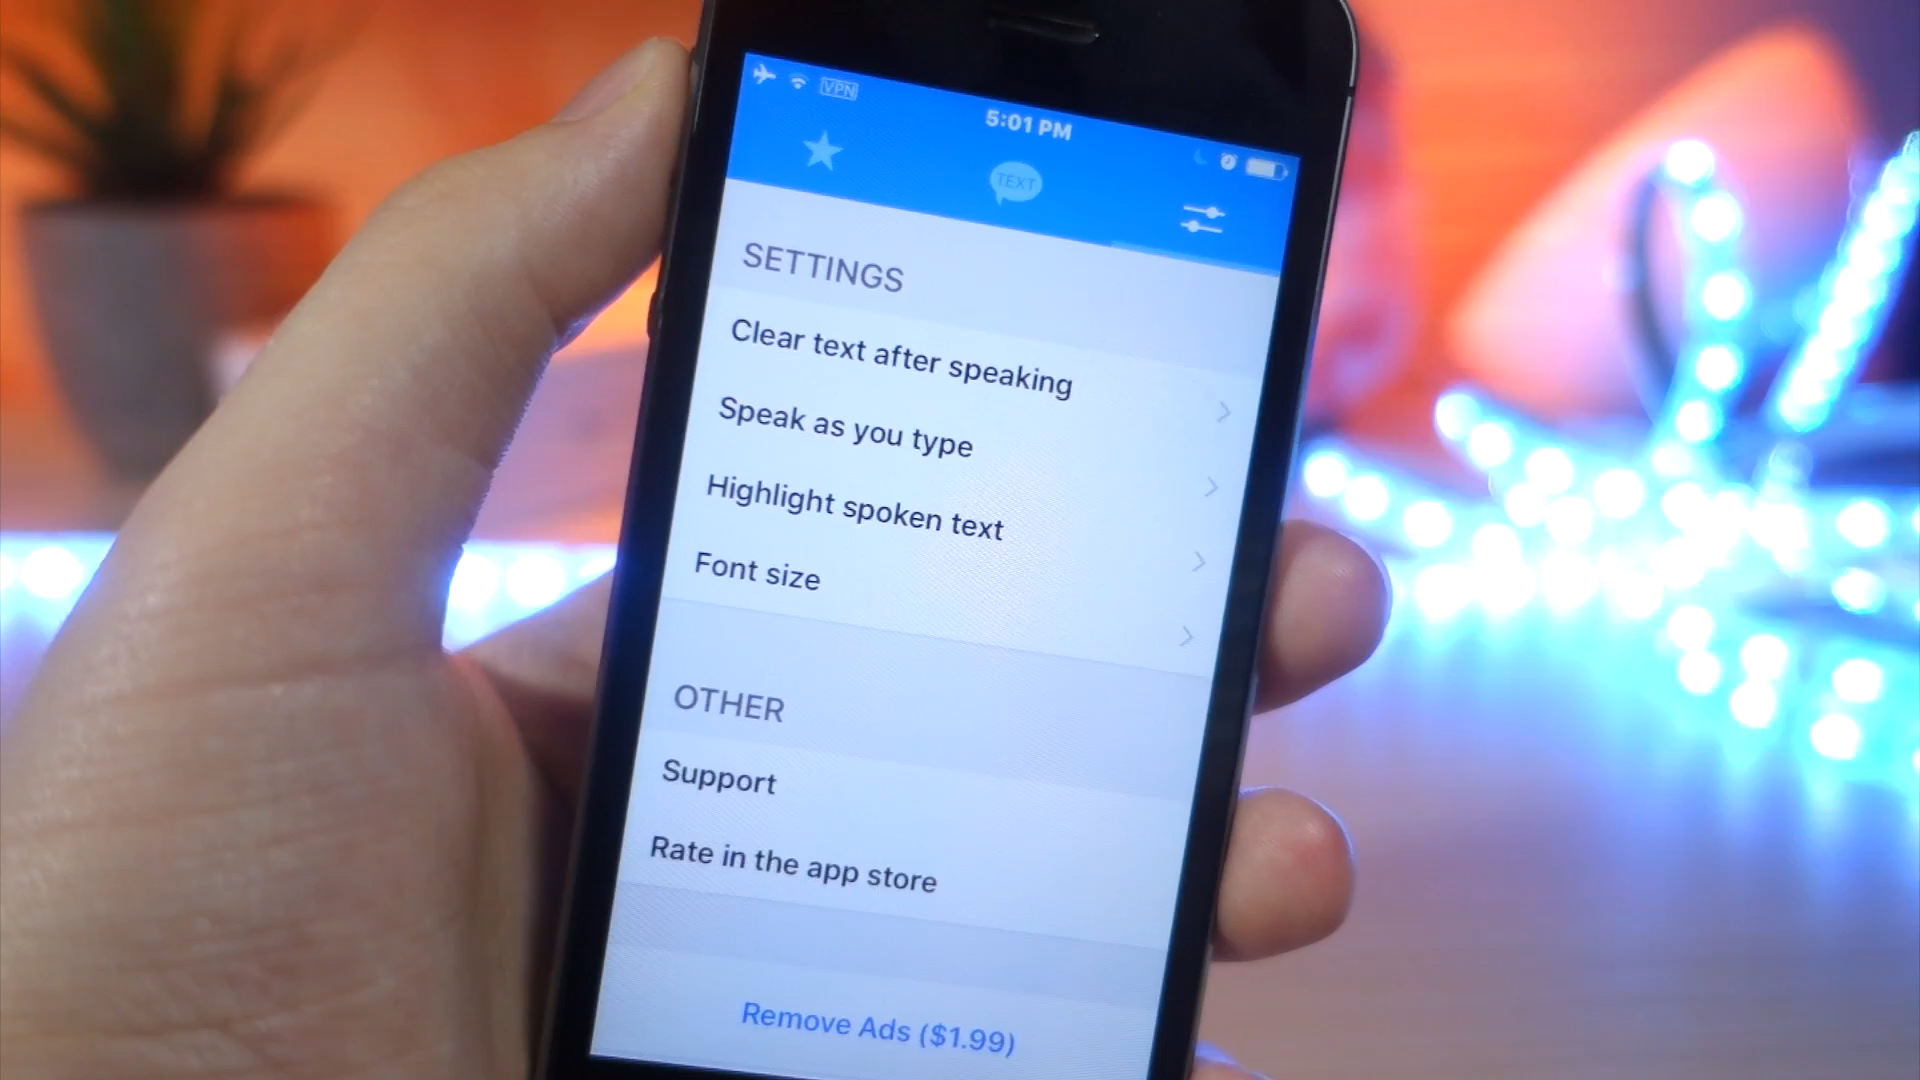 VPN
5:01 PM
TEXT
SETTINGS
Clear text after speaking
Speak as you type
Highlight spoken text
Font size
OTHER
Support
Rate in the app store
Remove Ads ($1.99)